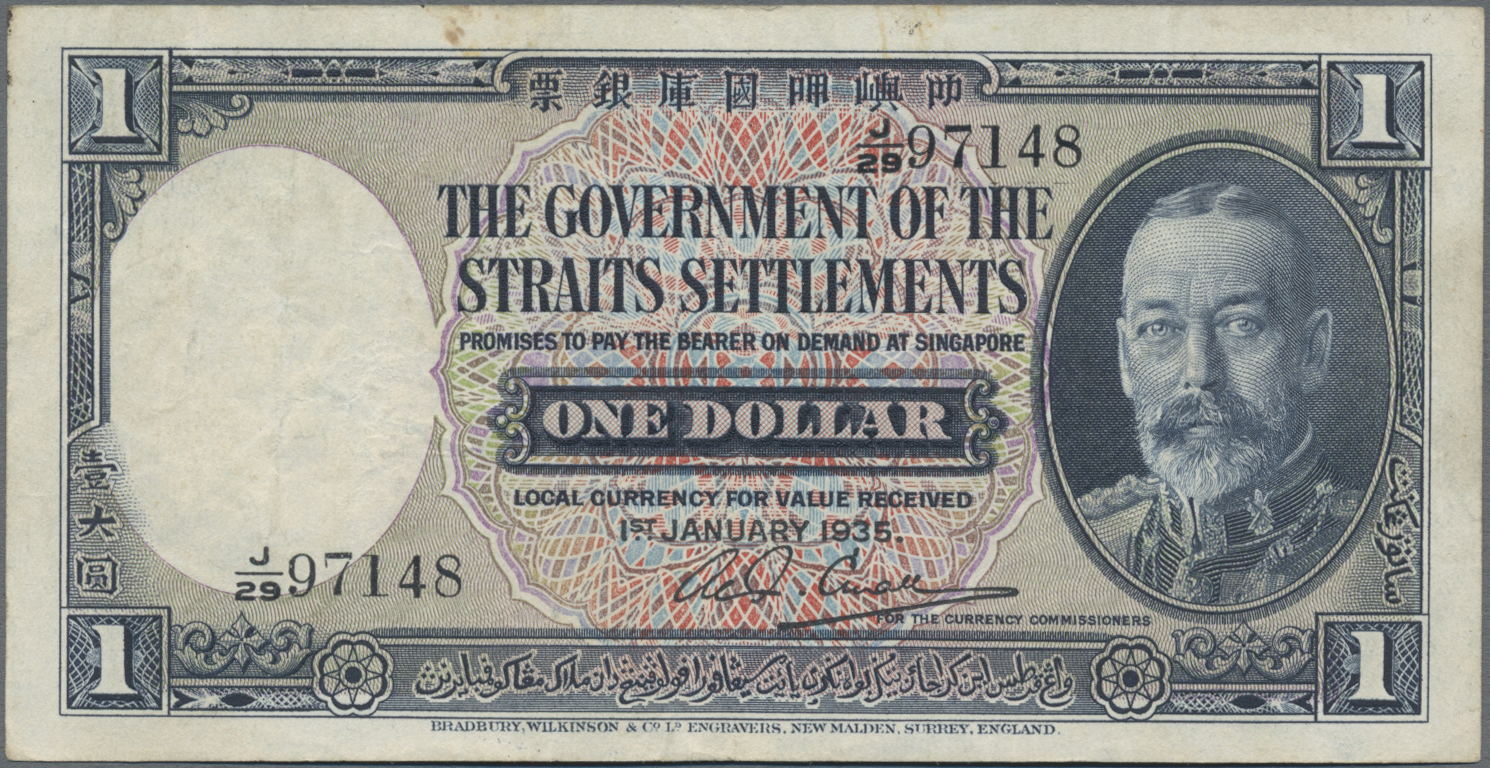 1
1
票銀庫國呷嶼叻
J/29 97148
THE GOVERNMENT OF THE
STRAITS SETTLEMENTS
PROMISES TO PAY THE BEARER ON DEMAND AT SINGAPORE
ONE DOLLAR
LOCAL CURRENCY FOR VALUE RECEIVED
1ST JANUARY 1935.
壹大圓
J/29 97148
FOR THE CURRENCY COMMISSIONERS
1
1
BRADBURY, WILKINSON & Co. Ld. ENGRAVERS, NEW MALDEN, SURREY, ENGLAND.